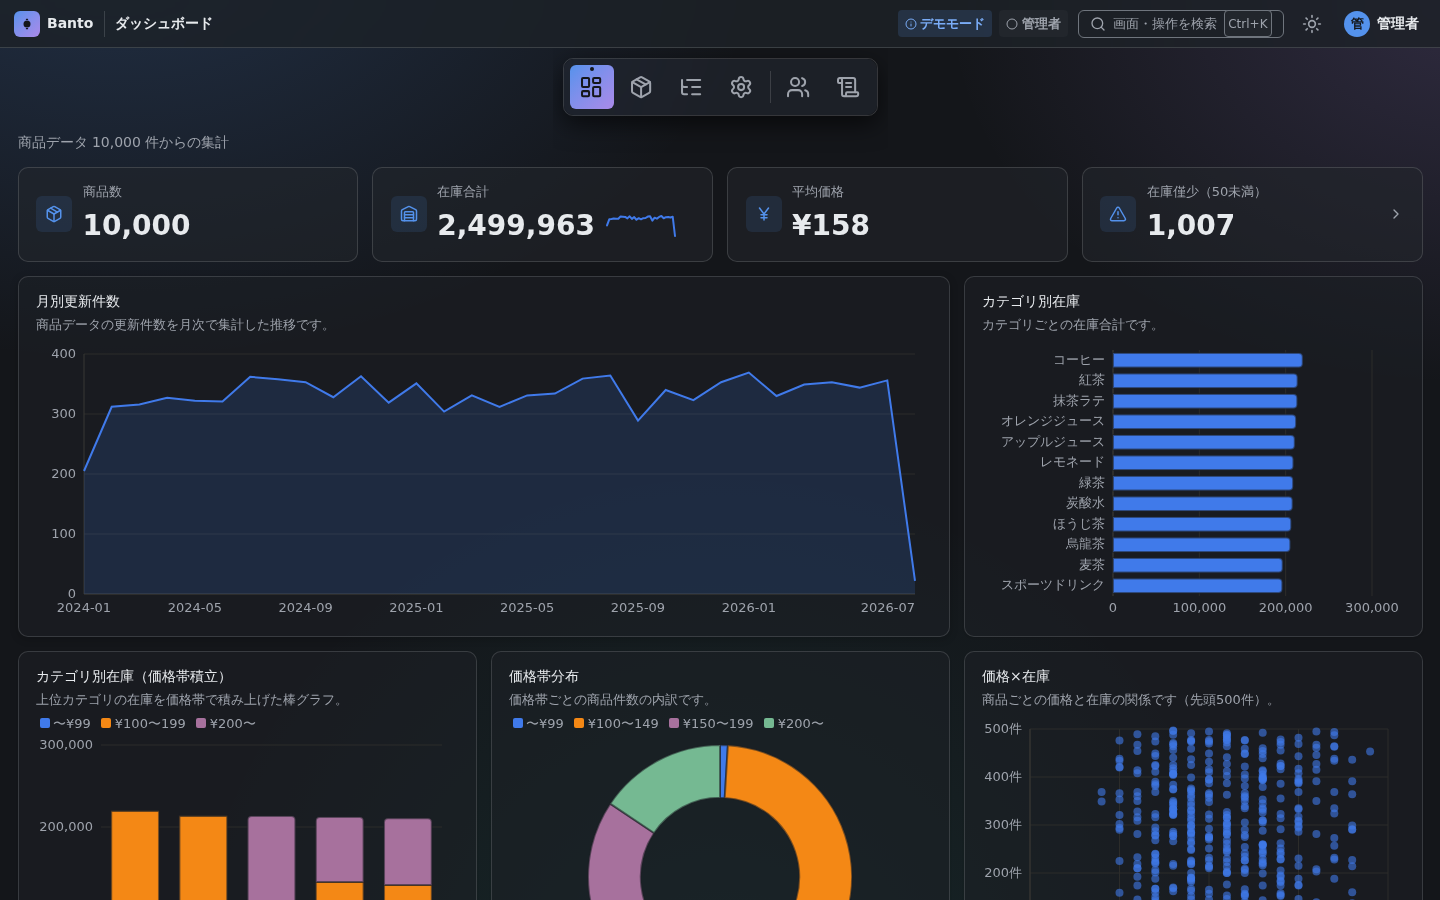 Banto ダッシュボード デモモード 管理者 画面・操作を検索 Ctrl+K 管 管理者
商品データ 10,000 件からの集計
商品数
10,000
在庫合計
2,499,963
平均価格
¥158
在庫僅少（50未満）
1,007
月別更新件数
商品データの更新件数を月次で集計した推移です。
400
300
200
100
0
2024-01 2024-05 2024-09 2025-01 2025-05 2025-09 2026-01 2026-07
カテゴリ別在庫
カテゴリごとの在庫合計です。
コーヒー
紅茶
抹茶ラテ
オレンジジュース
アップルジュース
レモネード
緑茶
炭酸水
ほうじ茶
烏龍茶
麦茶
スポーツドリンク
0 100,000 200,000 300,000
カテゴリ別在庫（価格帯積立）
上位カテゴリの在庫を価格帯で積み上げた棒グラフ。
〜¥99 ¥100〜199 ¥200〜
300,000
200,000
価格帯分布
価格帯ごとの商品件数の内訳です。
〜¥99 ¥100〜149 ¥150〜199 ¥200〜
価格×在庫
商品ごとの価格と在庫の関係です（先頭500件）。
500件
400件
300件
200件